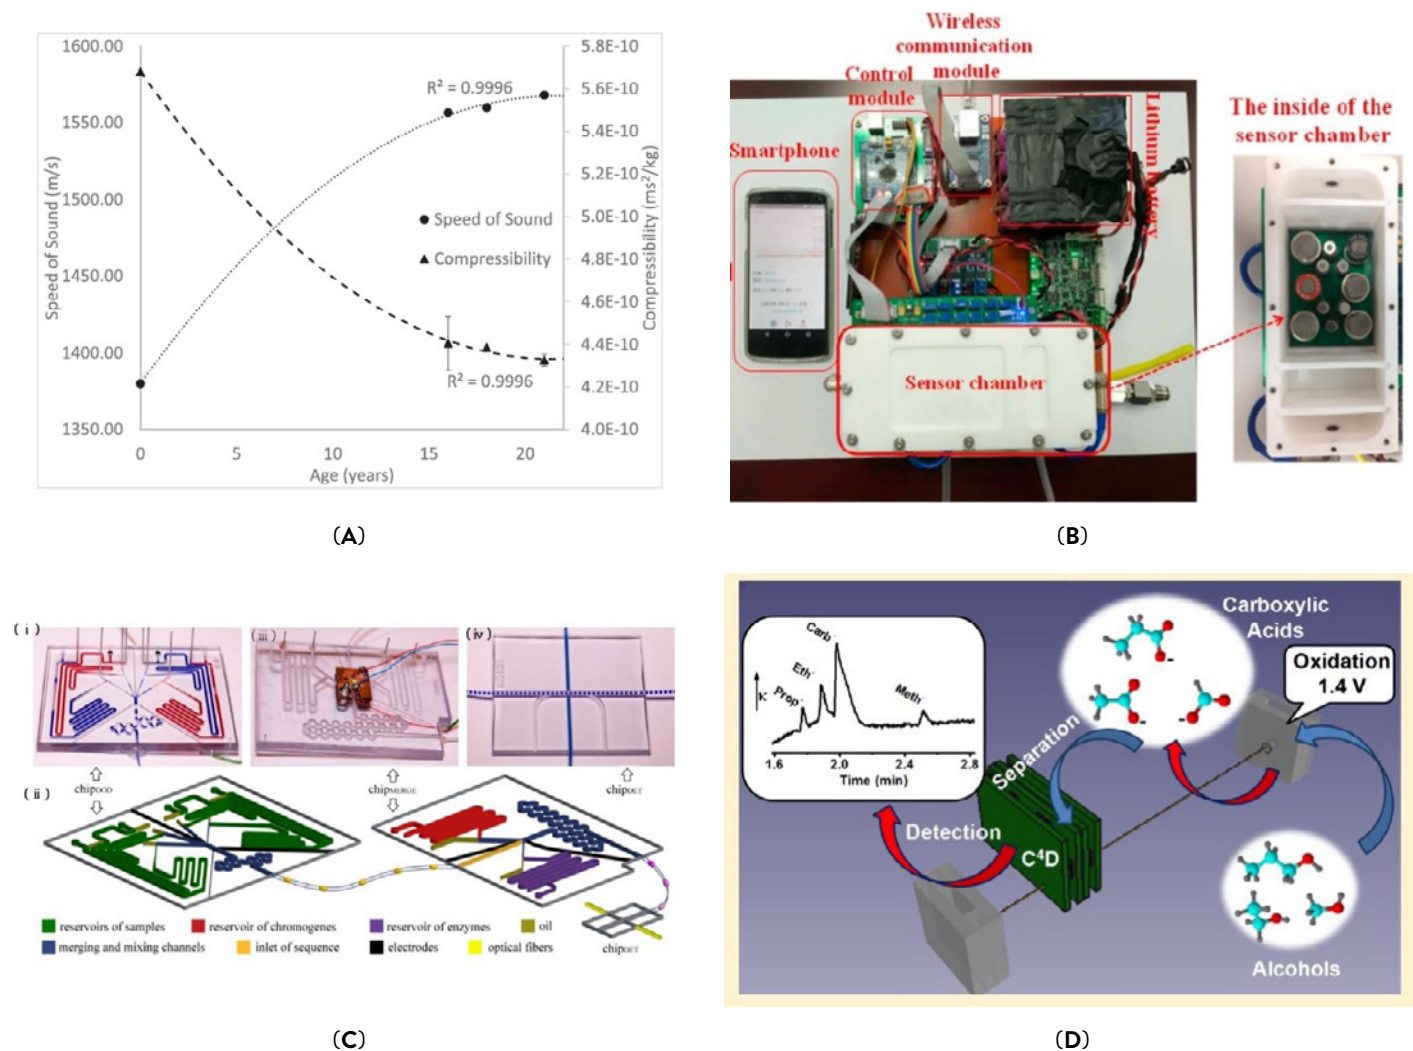 1600.00
1550.00
1500.00
1450.00
1400.00
1350.00
Speed of Sound (m/s)
5.8E-10
5.6E-10
5.4E-10
5.2E-10
5.0E-10
4.8E-10
4.6E-10
4.4E-10
4.2E-10
4.0E-10
Compressibility (ms²/kg)
R² = 0.9996
Speed of Sound
Compressibility
R² = 0.9996
0 5 10 15 20
Age (years)
(A)
Wireless
communication
module
Control
module
Smartphone
Lithium battery
Sensor chamber
The inside of the
sensor chamber
(B)
(i)
(iii)
(iv)
chipDOD
chipMERGE
chipDET
(ii)
chipDET
reservoirs of samples
reservoir of chromogenes
reservoir of enzymes
oil
merging and mixing channels
inlet of sequence
electrodes
optical fibers
(C)
Carb
Eth
Prop
Meth
K
1.6 2.0 2.4 2.8
Time (min)
Carboxylic
Acids
Oxidation
1.4 V
Separation
Detection
C⁴D
Alcohols
(D)